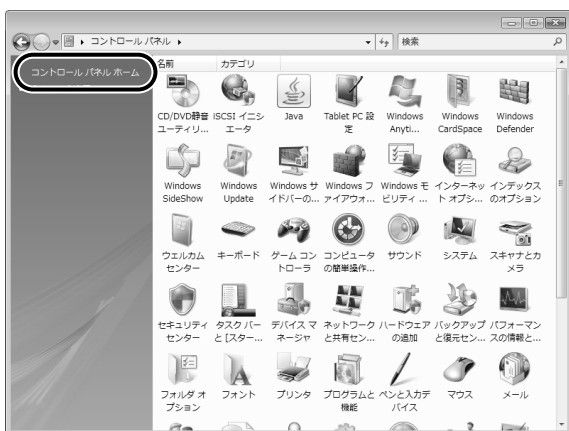 コントロール パネル
検索
コントロール パネル ホーム
名前 カテゴリ
CD/DVD静音ユーティリ...
iSCSI イニシエータ
Java
Tablet PC 設定
Windows Anyti...
Windows CardSpace
Windows Defender
Windows SideShow
Windows Update
Windows サイドバーの...
Windows ファイアウォ...
Windows モビリティ ...
インターネット オプシ...
インデックスのオプション
ウェルカム センター
キーボード
ゲーム コントローラ
コンピュータの簡単操作...
サウンド
システム
スキャナとカメラ
セキュリティ センター
タスク バーと [スター...
デバイス マネージャ
ネットワークと共有セン...
ハードウェアの追加
バックアップと復元セン...
パフォーマンスの情報と...
フォルダ オプション
フォント
プリンタ
プログラムと機能
ペンと入力デバイス
マウス
メール